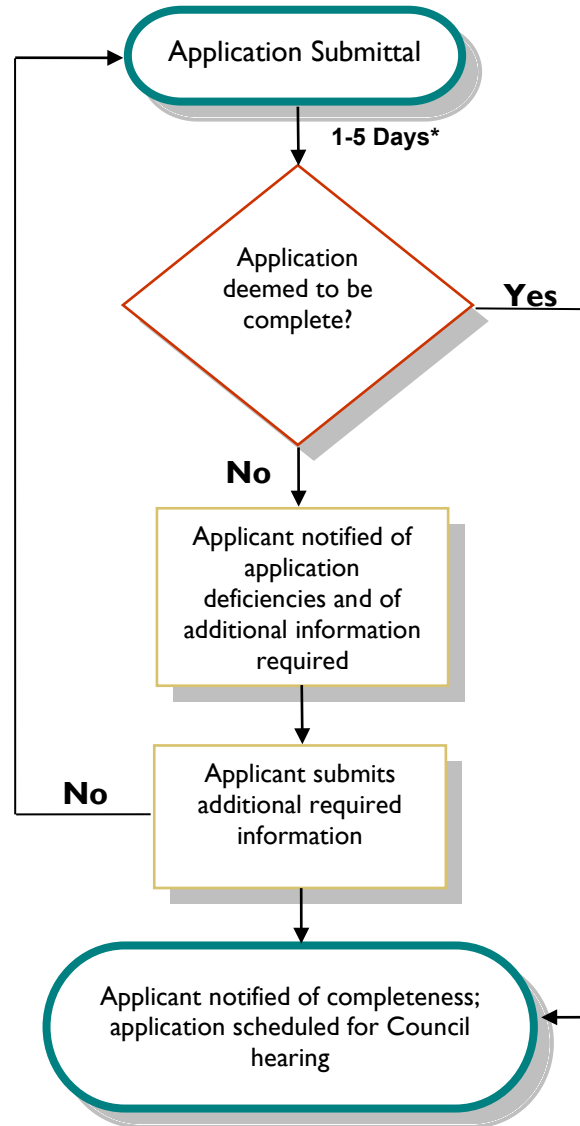 Application Submittal
1-5 Days*
Application
deemed to be
complete?
Yes
No
Applicant notified of
application
deficiencies and of
additional information
required
No
Applicant submits
additional required
information
Applicant notified of completeness;
application scheduled for Council
hearing